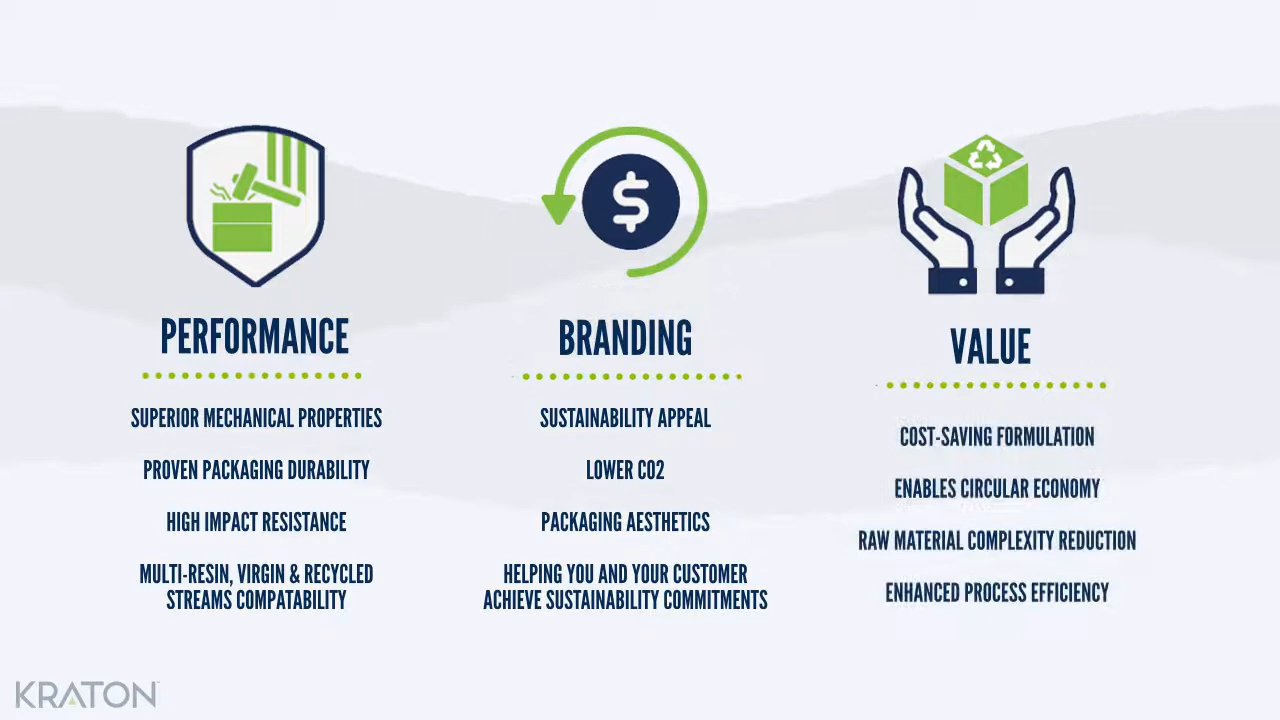 PERFORMANCE
SUPERIOR MECHANICAL PROPERTIES
PROVEN PACKAGING DURABILITY
HIGH IMPACT RESISTANCE
MULTI-RESIN, VIRGIN & RECYCLED
STREAMS COMPATABILITY
$
BRANDING
SUSTAINABILITY APPEAL
LOWER CO2
PACKAGING AESTHETICS
HELPING YOU AND YOUR CUSTOMER
ACHIEVE SUSTAINABILITY COMMITMENTS
VALUE
COST-SAVING FORMULATION
ENABLES CIRCULAR ECONOMY
RAW MATERIAL COMPLEXITY REDUCTION
ENHANCED PROCESS EFFICIENCY
KRATON